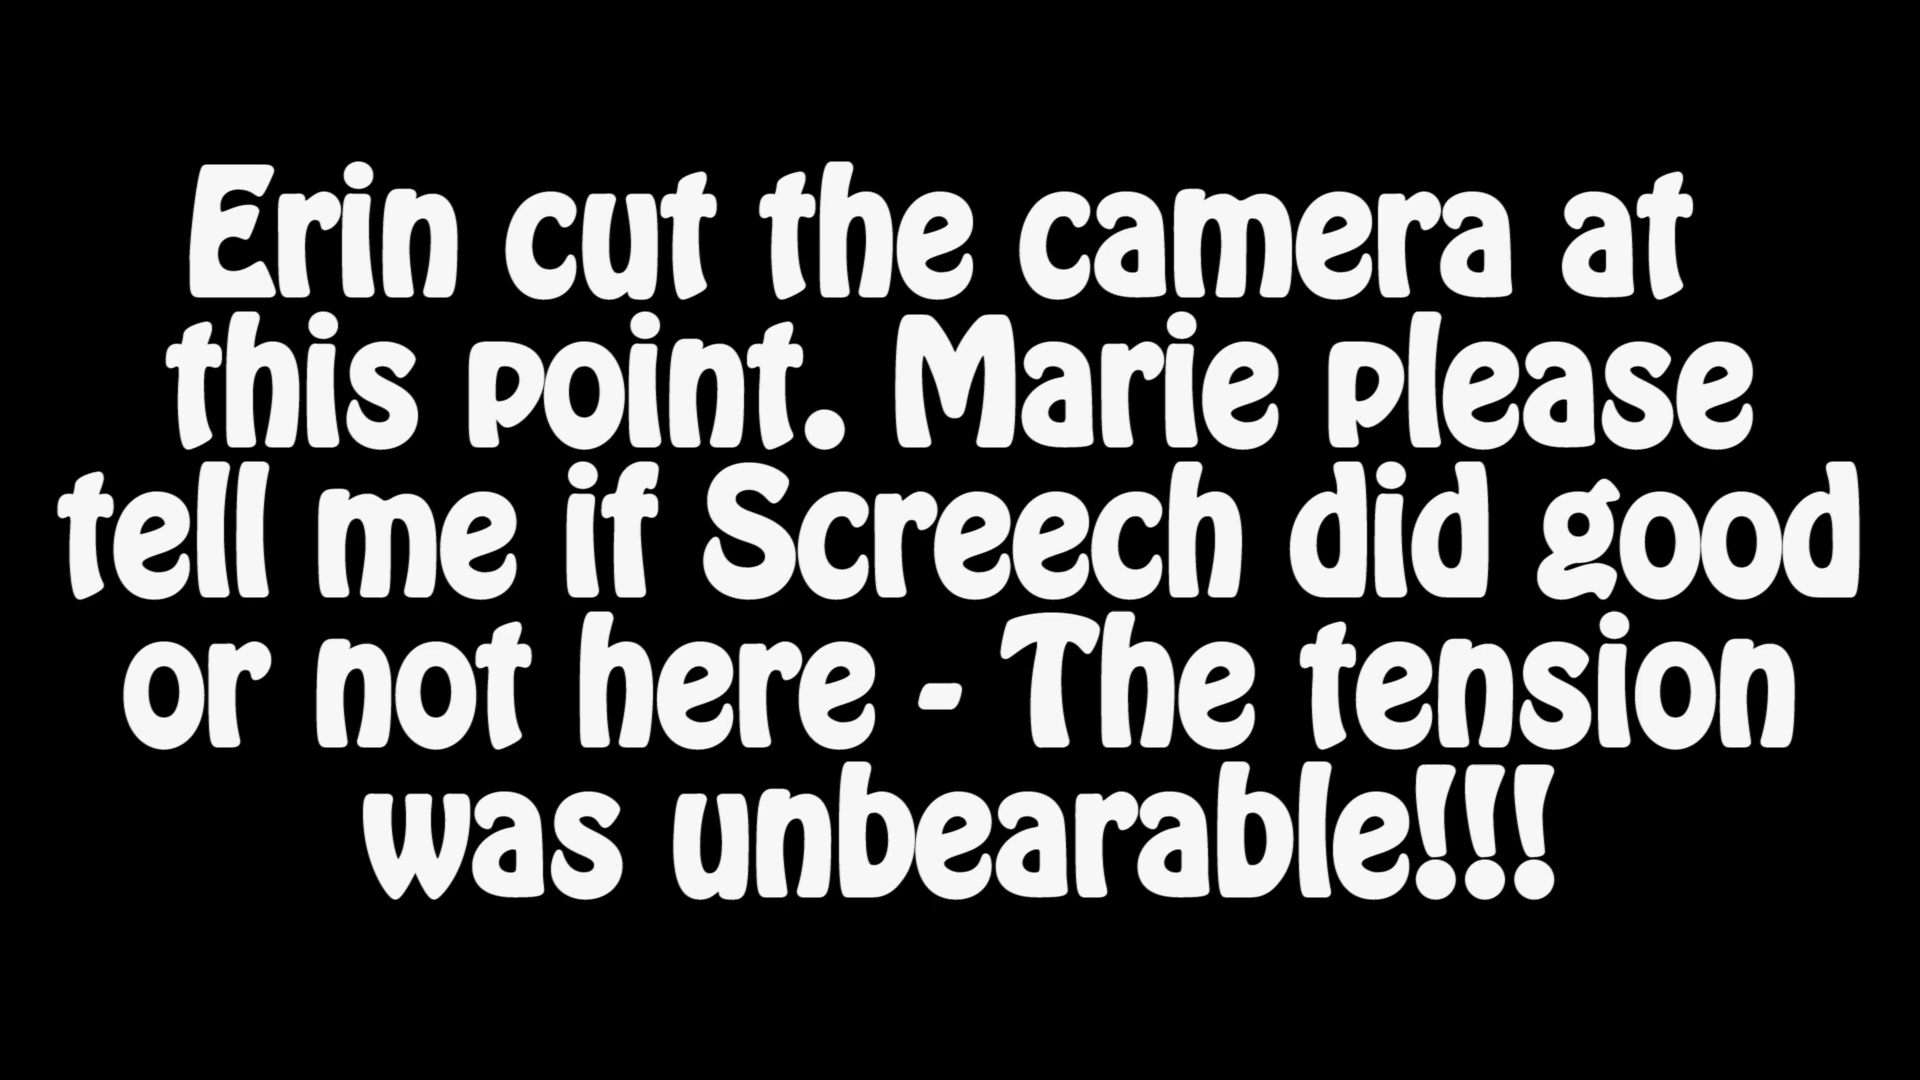 Erin cut the camera at
this point. Marie please
tell me if Screech did good
or not here - The tension
was unbearable!!!